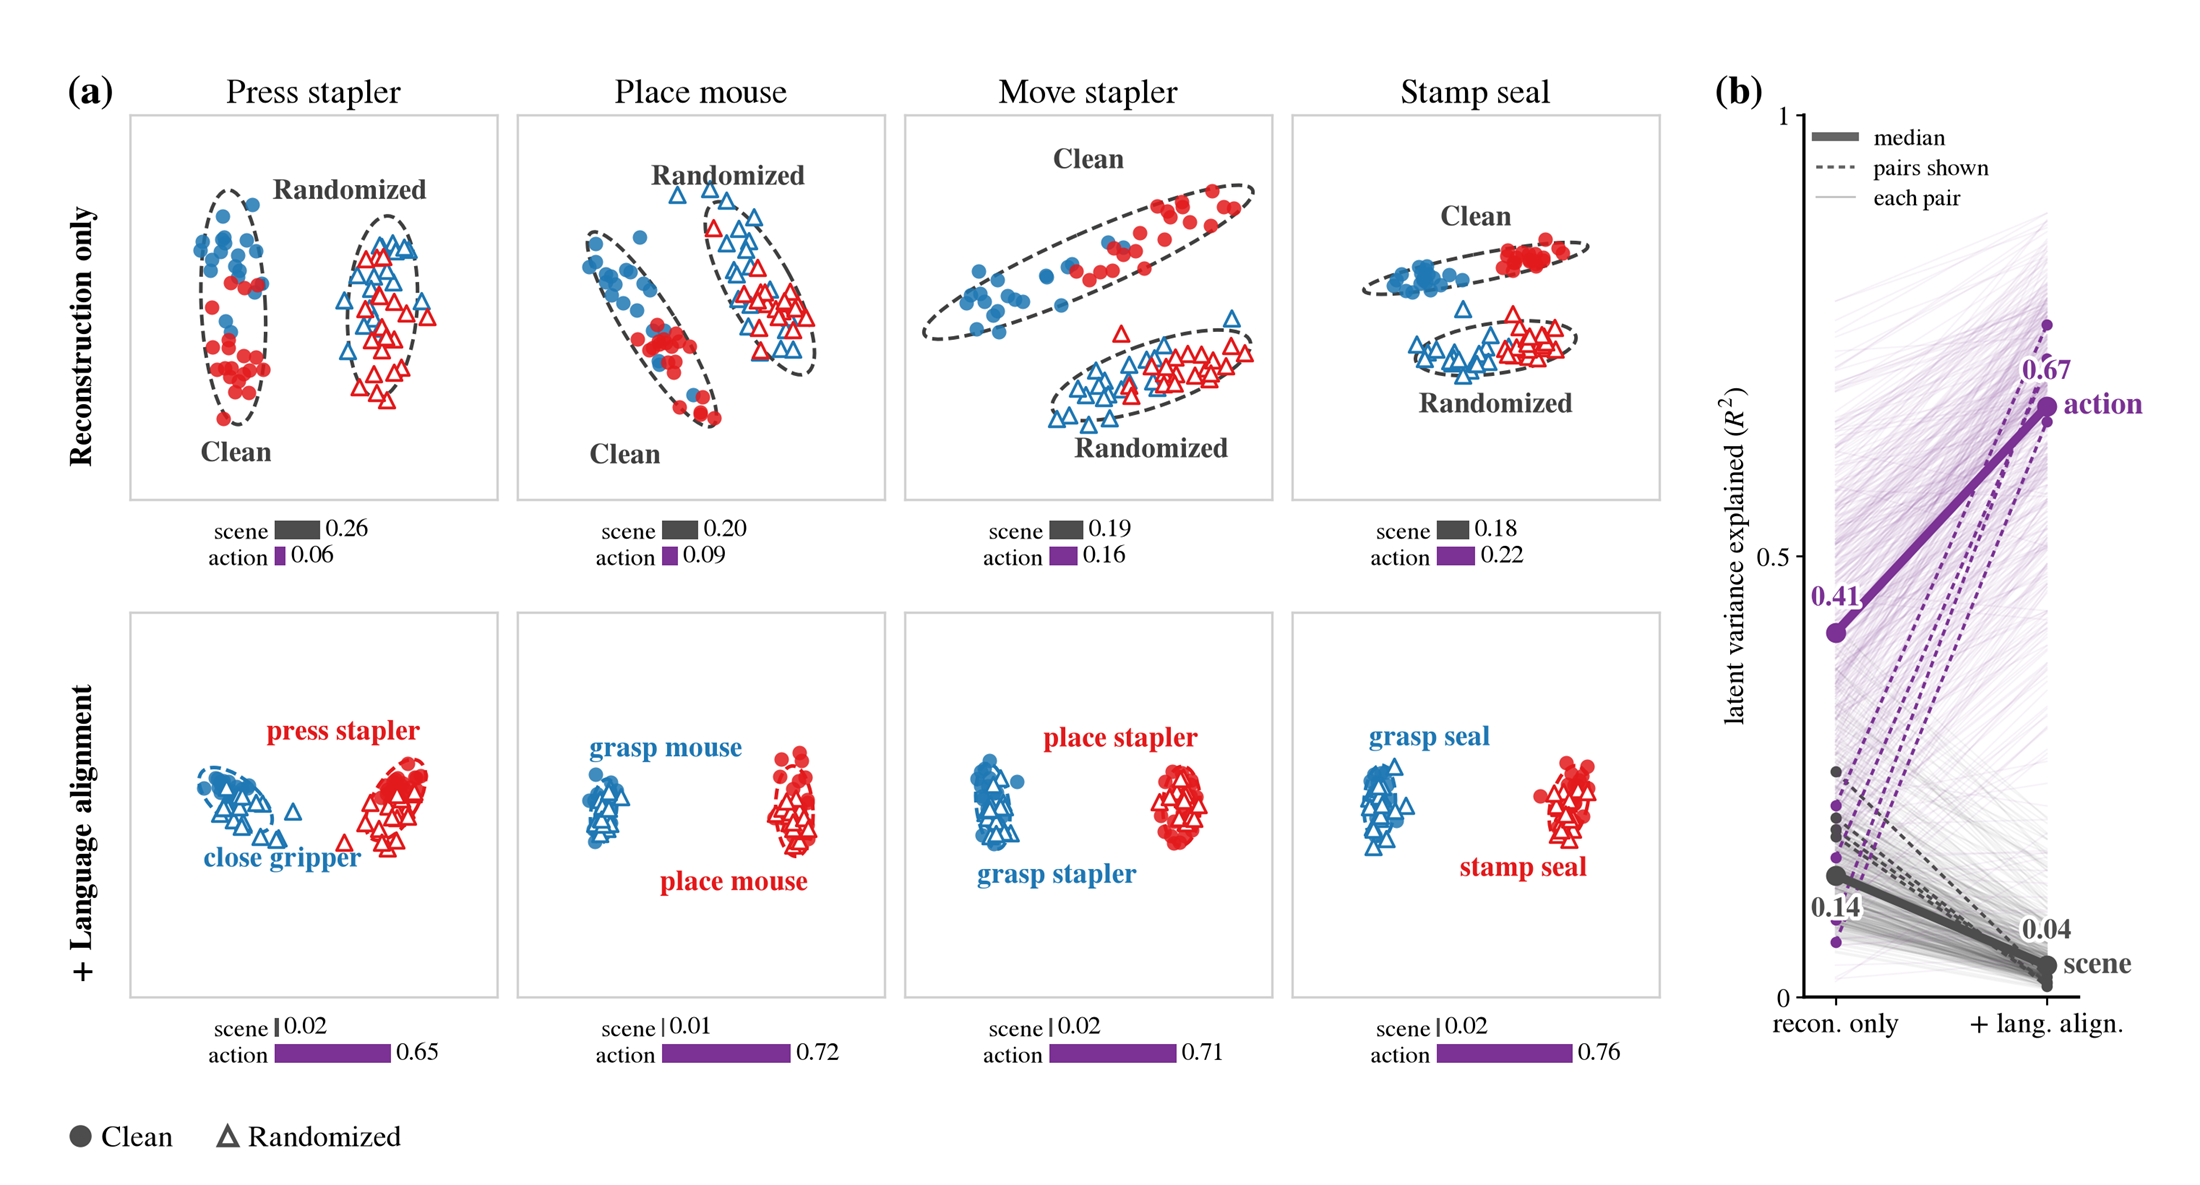 (a)
Press stapler
Place mouse
Move stapler
Stamp seal
(b)
Reconstruction only
Randomized
Clean
Randomized
Clean
Clean
Randomized
Clean
Randomized
scene 0.26
action 0.06
scene 0.20
action 0.09
scene 0.19
action 0.16
scene 0.18
action 0.22
+ Language alignment
press stapler
close gripper
grasp mouse
place mouse
place stapler
grasp stapler
grasp seal
stamp seal
scene 0.02
action 0.65
scene 0.01
action 0.72
scene 0.02
action 0.71
scene 0.02
action 0.76
Clean
Randomized
latent variance explained (R²)
1
0.5
0
median
pairs shown
each pair
0.67
action
0.41
0.14
0.04
scene
recon. only
+ lang. align.